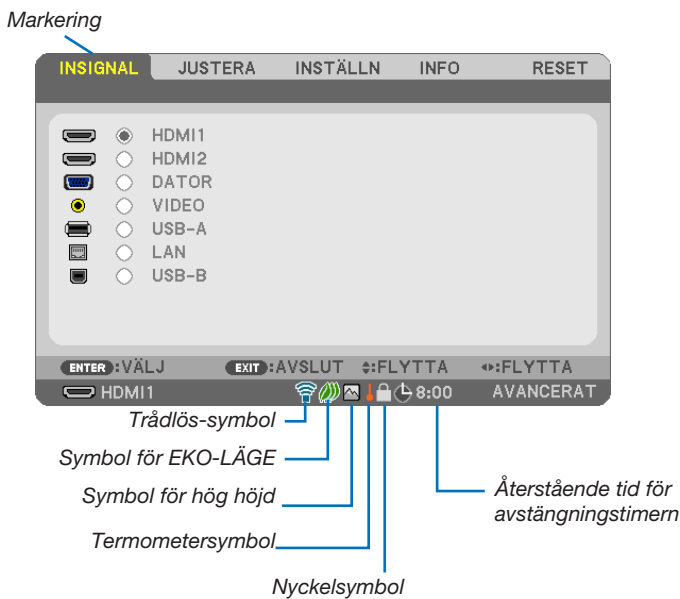 Markering
INSIGNAL JUSTERA INSTÄLLN INFO RESET
HDMI1
HDMI2
DATOR
VIDEO
USB-A
LAN
USB-B
ENTER:VÄLJ EXIT:AVSLUT :FLYTTA :FLYTTA
HDMI1 8:00 AVANCERAT
Trådlös-symbol
Symbol för EKO-LÄGE
Symbol för hög höjd
Återstående tid för
avstängningstimern
Termometersymbol
Nyckelsymbol